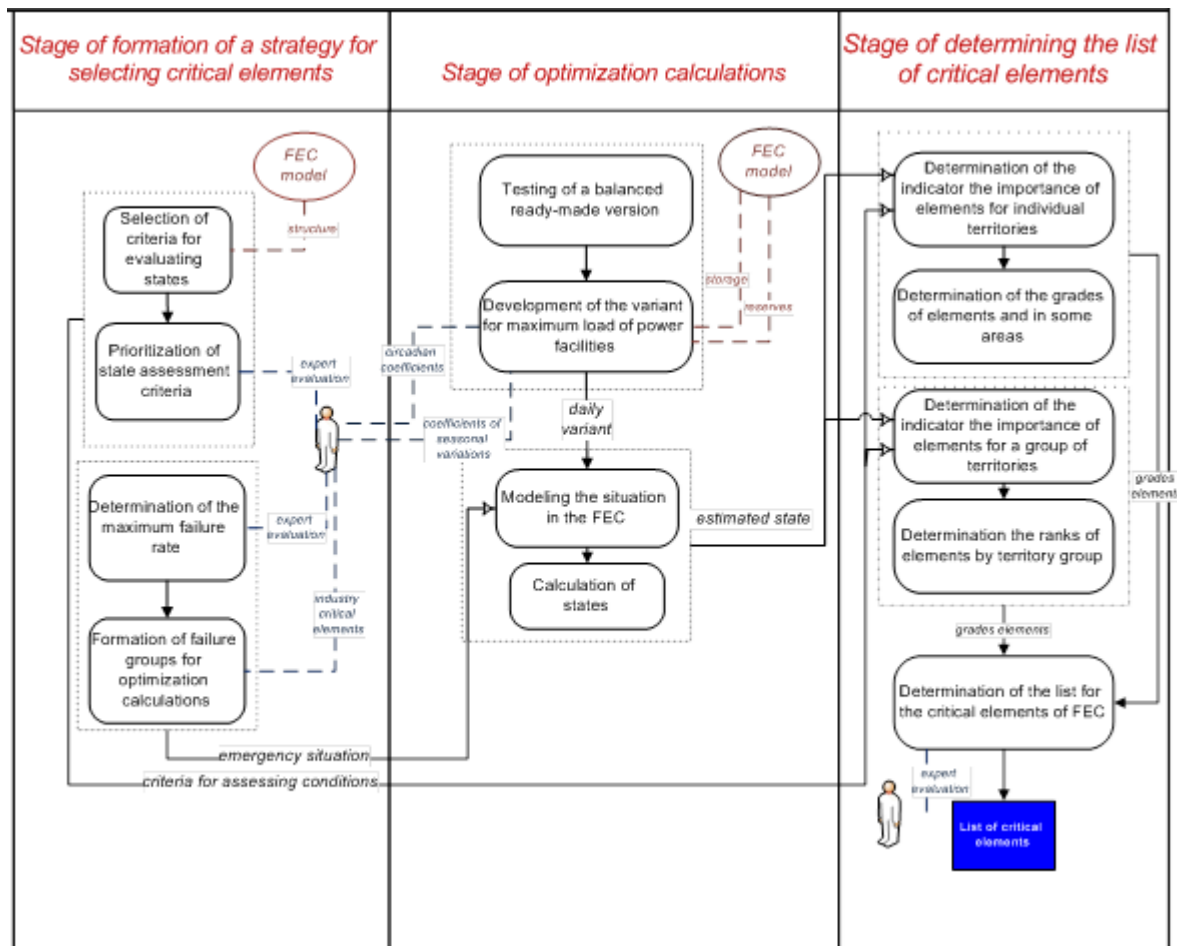 Stage of formation of a strategy for
selecting critical elements
Stage of optimization calculations
Stage of determining the list
of critical elements
FEC
model
structure
Selection of
criteria for
evaluating
states
Prioritization of
state assessment
criteria
expert
evaluation
Determination of the
maximum failure
rate
expert
evaluation
industry
critical
elements
Formation of failure
groups for
optimization
calculations
emergency situation
criteria for assessing conditions
FEC
model
Testing of a balanced
ready-made version
storage
reserves
Development of the variant
for maximum load of power
facilities
circadian
coefficients
coefficients of
seasonal
variations
daily
variant
Modeling the situation
in the FEC
estimated state
Calculation of
states
Determination of the
indicator the importance of
elements for individual
territories
Determination of the grades
of elements and in some
areas
Determination of the
indicator the importance of
elements for a group of
territories
grades
elements
Determination the ranks of
elements by territory group
grades elements
Determination of the list for
the critical elements of FEC
expert
evaluation
List of critical
elements